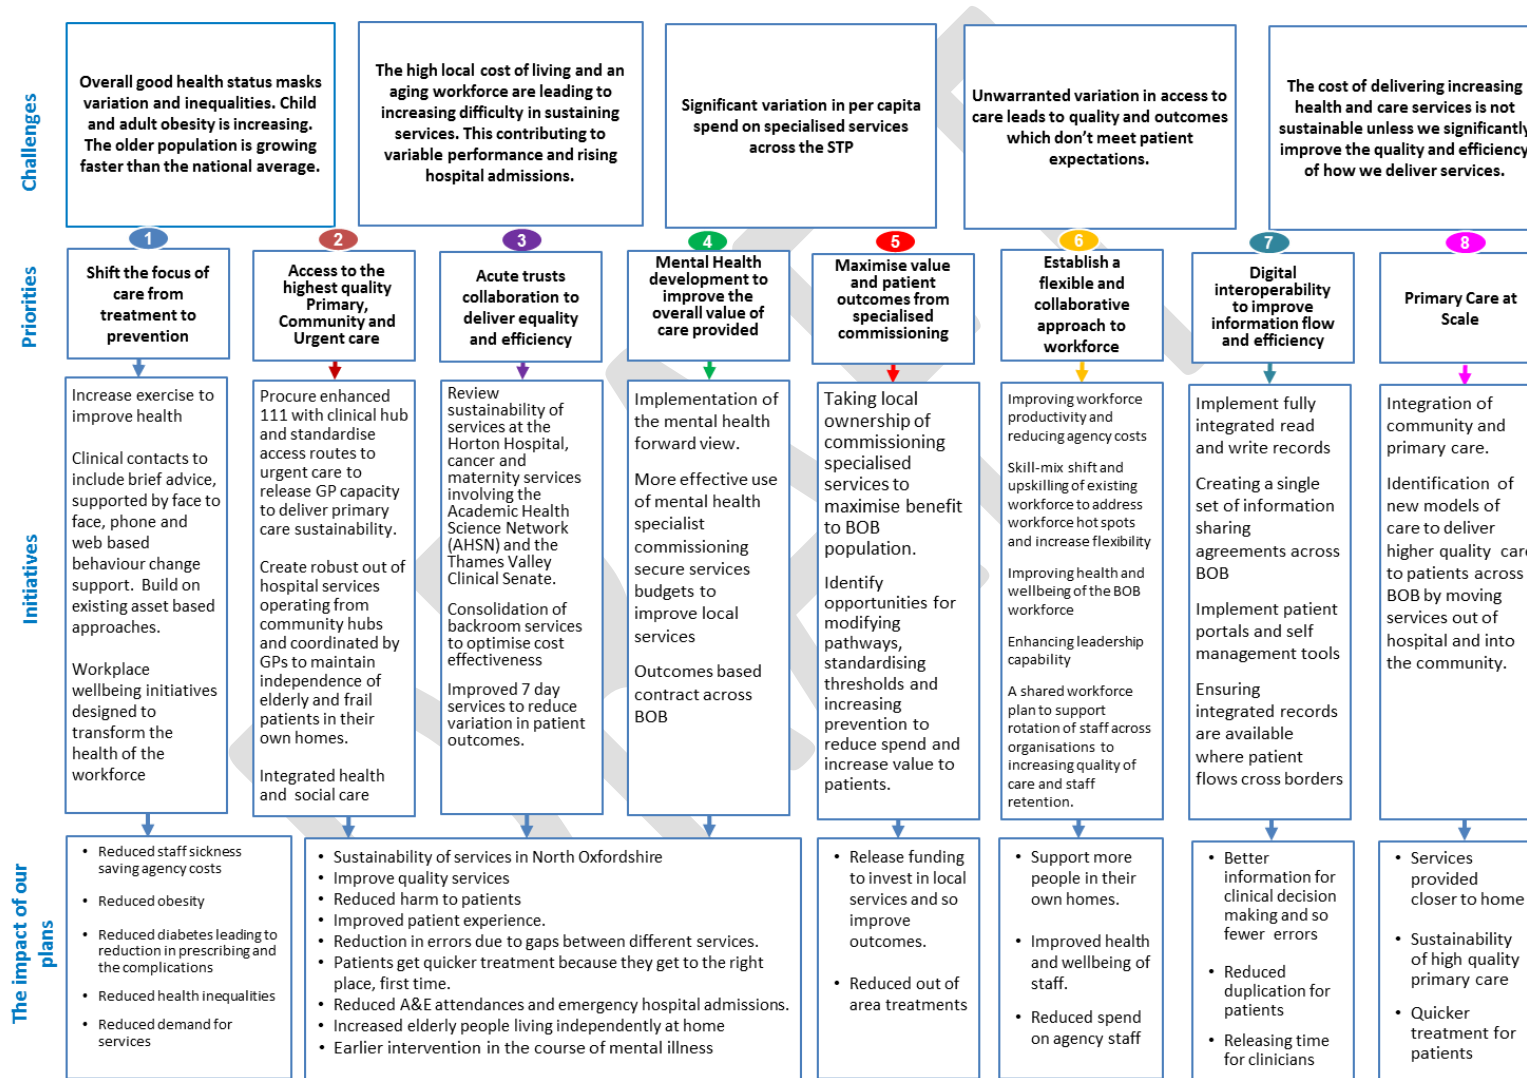 Challenges
Overall good health status masks
variation and inequalities. Child
and adult obesity is increasing.
The older population is growing
faster than the national average.
The high local cost of living and an
aging workforce are leading to
increasing difficulty in sustaining
services. This contributing to
variable performance and rising
hospital admissions.
Significant variation in per capita
spend on specialised services
across the STP
Unwarranted variation in access to
care leads to quality and outcomes
which don't meet patient
expectations.
The cost of delivering increasing
health and care services is not
sustainable unless we significantly
improve the quality and efficiency
of how we deliver services.
Priorities
1
Shift the focus of
care from
treatment to
prevention
2
Access to the
highest quality
Primary,
Community and
Urgent care
3
Acute trusts
collaboration to
deliver equality
and efficiency
4
Mental Health
development to
improve the
overall value of
care provided
5
Maximise value
and patient
outcomes from
specialised
commissioning
6
Establish a
flexible and
collaborative
approach to
workforce
7
Digital
interoperability
to improve
information flow
and efficiency
8
Primary Care at
Scale
Initiatives
Increase exercise to
improve health
Clinical contacts to
include brief advice,
supported by face to
face, phone and
web based
behaviour change
support. Build on
existing asset based
approaches.
Workplace
wellbeing initiatives
designed to
transform the
health of the
workforce
Procure enhanced
111 with clinical hub
and standardise
access routes to
urgent care to
release GP capacity
to deliver primary
care sustainability.
Create robust out of
hospital services
operating from
community hubs
and coordinated by
GPs to maintain
independence of
elderly and frail
patients in their
own homes.
Integrated health
and social care
Review
sustainability of
services at the
Horton Hospital,
cancer and
maternity services
involving the
Academic Health
Science Network
(AHSN) and the
Thames Valley
Clinical Senate.
Consolidation of
backroom services
to optimise cost
effectiveness
Improved 7 day
services to reduce
variation in patient
outcomes.
Implementation of
the mental health
forward view.
More effective use
of mental health
specialist
commissioning
secure services
budgets to
improve local
services
Outcomes based
contract across
BOB
Taking local
ownership of
commissioning
specialised
services to
maximise benefit
to BOB
population.
Identify
opportunities for
modifying
pathways,
standardising
thresholds and
increasing
prevention to
reduce spend and
increase value to
patients.
Improving workforce
productivity and
reducing agency costs
Skill-mix shift and
upskilling of existing
workforce to address
workforce hot spots
and increase flexibility
Improving health and
wellbeing of the BOB
workforce
Enhancing leadership
capability
A shared workforce
plan to support
rotation of staff across
organisations to
increasing quality of
care and staff
retention.
Implement fully
integrated read
and write records
Creating a single
set of information
sharing
agreements across
BOB
Implement patient
portals and self
management tools
Ensuring
integrated records
are available
where patient
flows cross borders
Integration of
community and
primary care.
Identification of
new models of
care to deliver
higher quality care
to patients across
BOB by moving
services out of
hospital and into
the community.
The impact of our
plans
• Reduced staff sickness
saving agency costs
• Reduced obesity
• Reduced diabetes leading to
reduction in prescribing and
the complications
• Reduced health inequalities
• Reduced demand for
services
• Sustainability of services in North Oxfordshire
• Improve quality services
• Reduced harm to patients
• Improved patient experience.
• Reduction in errors due to gaps between different services.
• Patients get quicker treatment because they get to the right
place, first time.
• Reduced A&E attendances and emergency hospital admissions.
• Increased elderly people living independently at home
• Earlier intervention in the course of mental illness
• Release funding
to invest in local
services and so
improve
outcomes.
• Reduced out of
area treatments
• Support more
people in their
own homes.
• Improved health
and wellbeing of
staff.
• Reduced spend
on agency staff
• Better
information for
clinical decision
making and so
fewer errors
• Reduced
duplication for
patients
• Releasing time
for clinicians
• Services
provided
closer to home
• Sustainability
of high quality
primary care
• Quicker
treatment for
patients